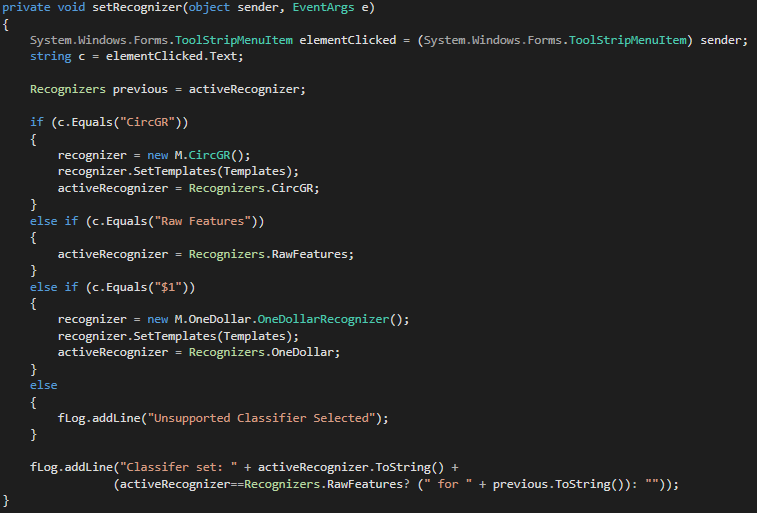 private void setRecognizer(object sender, EventArgs e)
{
    System.Windows.Forms.ToolStripMenuItem elementClicked = (System.Windows.Forms.ToolStripMenuItem) sender;
    string c = elementClicked.Text;

    Recognizers previous = activeRecognizer;

    if (c.Equals("CircGR"))
    {
        recognizer = new M.CircGR();
        recognizer.SetTemplates(Templates);
        activeRecognizer = Recognizers.CircGR;
    }
    else if (c.Equals("Raw Features"))
    {
        activeRecognizer = Recognizers.RawFeatures;
    }
    else if (c.Equals("$1"))
    {
        recognizer = new M.OneDollar.OneDollarRecognizer();
        recognizer.SetTemplates(Templates);
        activeRecognizer = Recognizers.OneDollar;
    }
    else
    {
        fLog.addLine("Unsupported Classifier Selected");
    }

    fLog.addLine("Classifer set: " + activeRecognizer.ToString() +
                (activeRecognizer==Recognizers.RawFeatures? (" for " + previous.ToString()): ""));
}